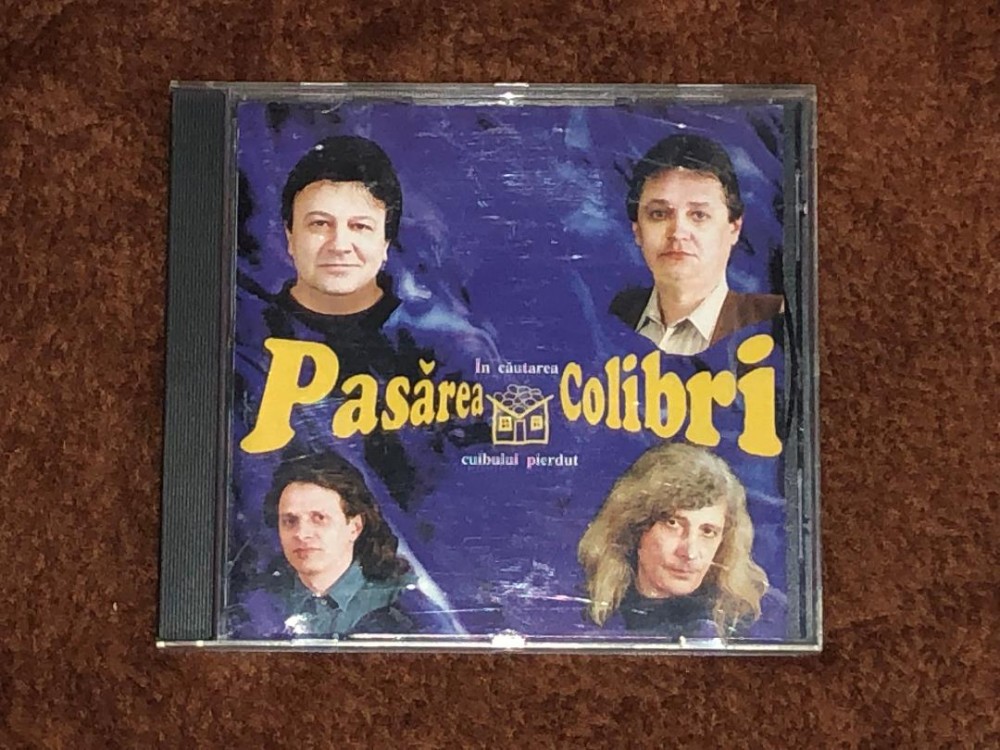 În căutarea
Pasărea Colibri
cuibului pierdut